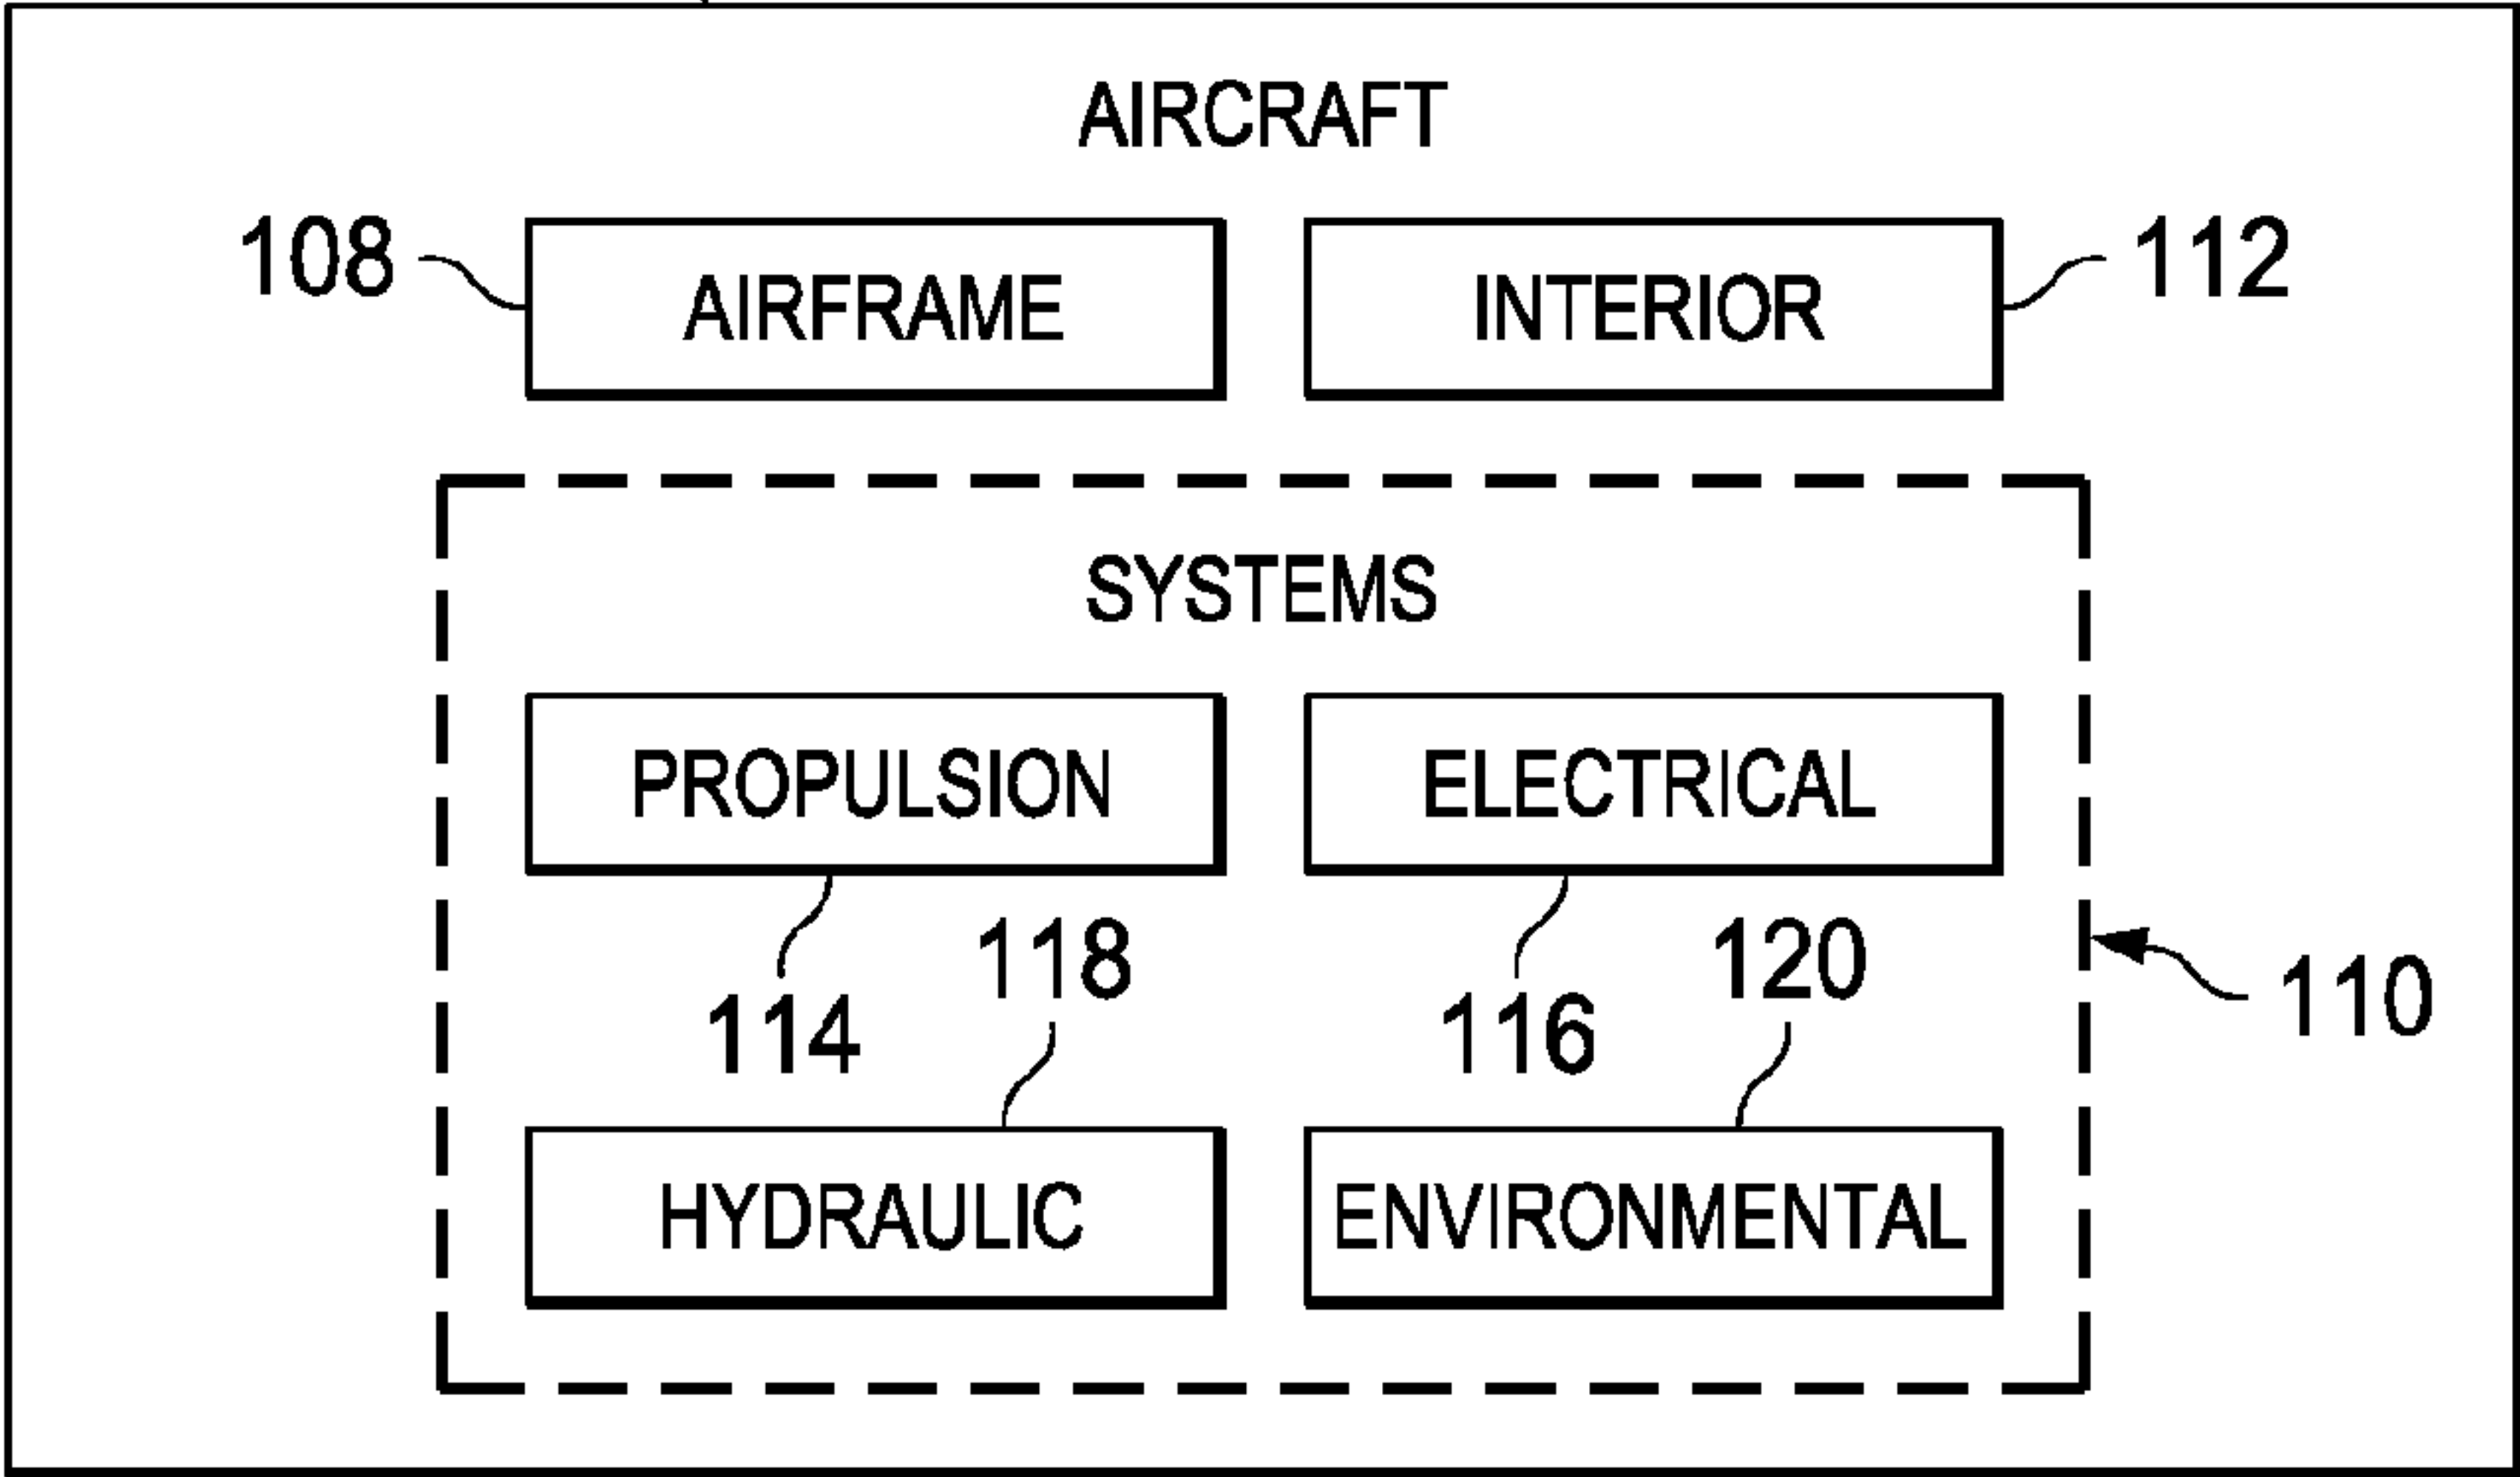 AIRCRAFT
108 AIRFRAME INTERIOR 112
SYSTEMS
PROPULSION ELECTRICAL
118 120
114 116 110
HYDRAULIC ENVIRONMENTAL